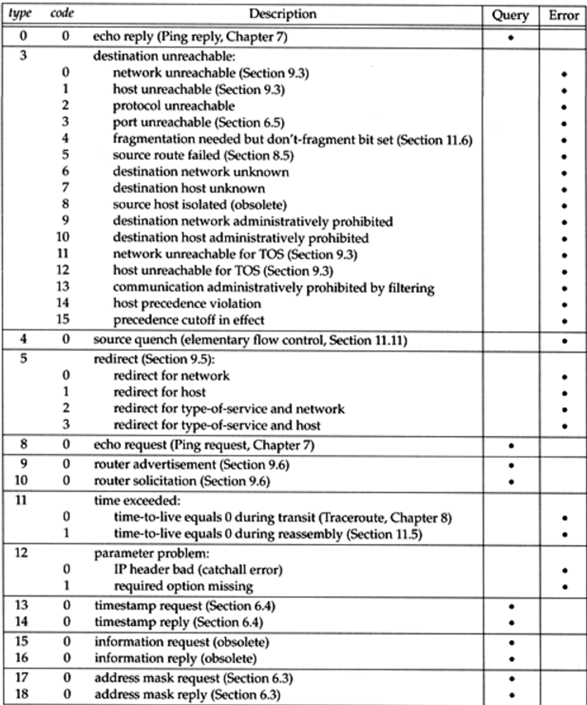 type code Description Query Error
0 0 echo reply (Ping reply, Chapter 7) •
3 destination unreachable:
0 network unreachable (Section 9.3) •
1 host unreachable (Section 9.3) •
2 protocol unreachable •
3 port unreachable (Section 6.5) •
4 fragmentation needed but don't-fragment bit set (Section 11.6) •
5 source route failed (Section 8.5) •
6 destination network unknown •
7 destination host unknown •
8 source host isolated (obsolete) •
9 destination network administratively prohibited •
10 destination host administratively prohibited •
11 network unreachable for TOS (Section 9.3) •
12 host unreachable for TOS (Section 9.3) •
13 communication administratively prohibited by filtering •
14 host precedence violation •
15 precedence cutoff in effect •
4 0 source quench (elementary flow control, Section 11.11) •
5 redirect (Section 9.5):
0 redirect for network •
1 redirect for host •
2 redirect for type-of-service and network •
3 redirect for type-of-service and host •
8 0 echo request (Ping request, Chapter 7) •
9 0 router advertisement (Section 9.6) •
10 0 router solicitation (Section 9.6) •
11 time exceeded:
0 time-to-live equals 0 during transit (Traceroute, Chapter 8) •
1 time-to-live equals 0 during reassembly (Section 11.5) •
12 parameter problem:
0 IP header bad (catchall error) •
1 required option missing •
13 0 timestamp request (Section 6.4) •
14 0 timestamp reply (Section 6.4) •
15 0 information request (obsolete) •
16 0 information reply (obsolete) •
17 0 address mask request (Section 6.3) •
18 0 address mask reply (Section 6.3) •